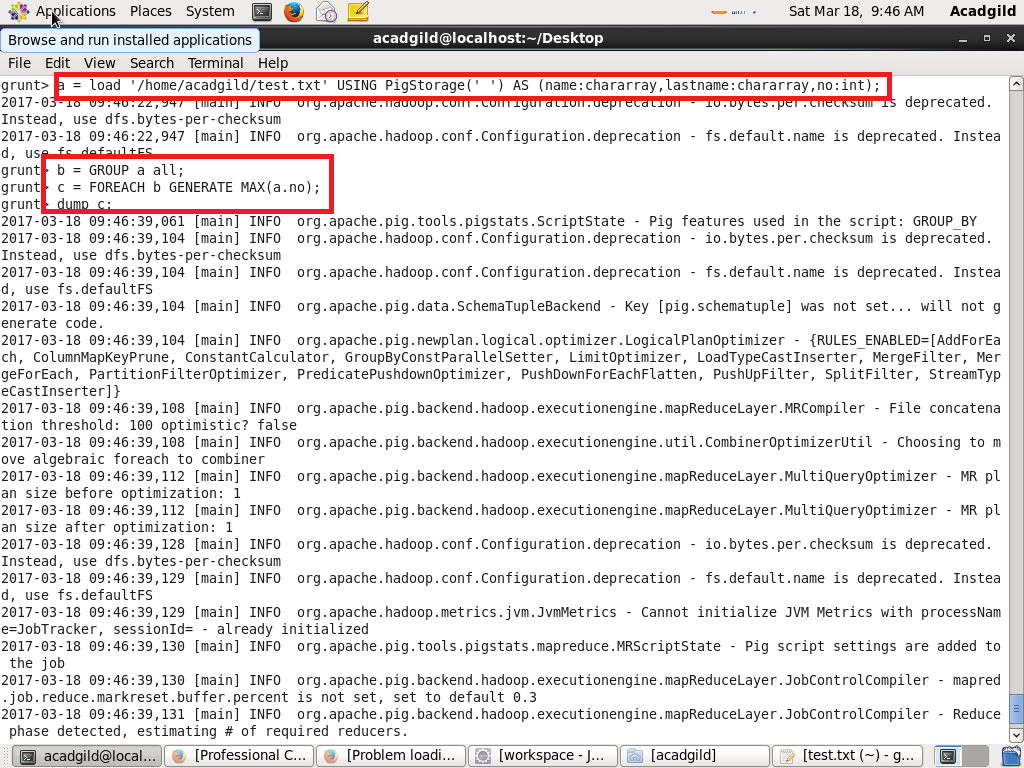 Applications Places System Sat Mar 18, 9:46 AM Acadgild
Browse and run installed applications
acadgild@localhost:~/Desktop
File Edit View Search Terminal Help
grunt> a = load '/home/acadgild/test.txt' USING PigStorage(' ') AS (name:chararray,lastname:chararray,no:int);
2017-03-18 09:46:22,947 [main] INFO  org.apache.hadoop.conf.Configuration.deprecation - io.bytes.per.checksum is deprecated.
Instead, use dfs.bytes-per-checksum
2017-03-18 09:46:22,947 [main] INFO  org.apache.hadoop.conf.Configuration.deprecation - fs.default.name is deprecated. Instea
d, use fs.defaultFS
grunt> b = GROUP a all;
grunt> c = FOREACH b GENERATE MAX(a.no);
grunt> dump c;
2017-03-18 09:46:39,061 [main] INFO  org.apache.pig.tools.pigstats.ScriptState - Pig features used in the script: GROUP_BY
2017-03-18 09:46:39,104 [main] INFO  org.apache.hadoop.conf.Configuration.deprecation - io.bytes.per.checksum is deprecated.
Instead, use dfs.bytes-per-checksum
2017-03-18 09:46:39,104 [main] INFO  org.apache.hadoop.conf.Configuration.deprecation - fs.default.name is deprecated. Instea
d, use fs.defaultFS
2017-03-18 09:46:39,104 [main] INFO  org.apache.pig.data.SchemaTupleBackend - Key [pig.schematuple] was not set... will not g
enerate code.
2017-03-18 09:46:39,104 [main] INFO  org.apache.pig.newplan.logical.optimizer.LogicalPlanOptimizer - {RULES_ENABLED=[AddForEa
ch, ColumnMapKeyPrune, ConstantCalculator, GroupByConstParallelSetter, LimitOptimizer, LoadTypeCastInserter, MergeFilter, Mer
geForEach, PartitionFilterOptimizer, PredicatePushdownOptimizer, PushDownForEachFlatten, PushUpFilter, SplitFilter, StreamTyp
eCastInserter]}
2017-03-18 09:46:39,108 [main] INFO  org.apache.pig.backend.hadoop.executionengine.mapReduceLayer.MRCompiler - File concatena
tion threshold: 100 optimistic? false
2017-03-18 09:46:39,108 [main] INFO  org.apache.pig.backend.hadoop.executionengine.util.CombinerOptimizerUtil - Choosing to m
ove algebraic foreach to combiner
2017-03-18 09:46:39,112 [main] INFO  org.apache.pig.backend.hadoop.executionengine.mapReduceLayer.MultiQueryOptimizer - MR pl
an size before optimization: 1
2017-03-18 09:46:39,112 [main] INFO  org.apache.pig.backend.hadoop.executionengine.mapReduceLayer.MultiQueryOptimizer - MR pl
an size after optimization: 1
2017-03-18 09:46:39,128 [main] INFO  org.apache.hadoop.conf.Configuration.deprecation - io.bytes.per.checksum is deprecated.
Instead, use dfs.bytes-per-checksum
2017-03-18 09:46:39,129 [main] INFO  org.apache.hadoop.conf.Configuration.deprecation - fs.default.name is deprecated. Instea
d, use fs.defaultFS
2017-03-18 09:46:39,129 [main] INFO  org.apache.hadoop.metrics.jvm.JvmMetrics - Cannot initialize JVM Metrics with processNam
e=JobTracker, sessionId= - already initialized
2017-03-18 09:46:39,130 [main] INFO  org.apache.pig.tools.pigstats.mapreduce.MRScriptState - Pig script settings are added to
 the job
2017-03-18 09:46:39,130 [main] INFO  org.apache.pig.backend.hadoop.executionengine.mapReduceLayer.JobControlCompiler - mapred
.job.reduce.markreset.buffer.percent is not set, set to default 0.3
2017-03-18 09:46:39,131 [main] INFO  org.apache.pig.backend.hadoop.executionengine.mapReduceLayer.JobControlCompiler - Reduce
 phase detected, estimating # of required reducers.
acadgild@local... [Professional C... [Problem loadi... [workspace - J... [acadgild] [test.txt (~) - g...